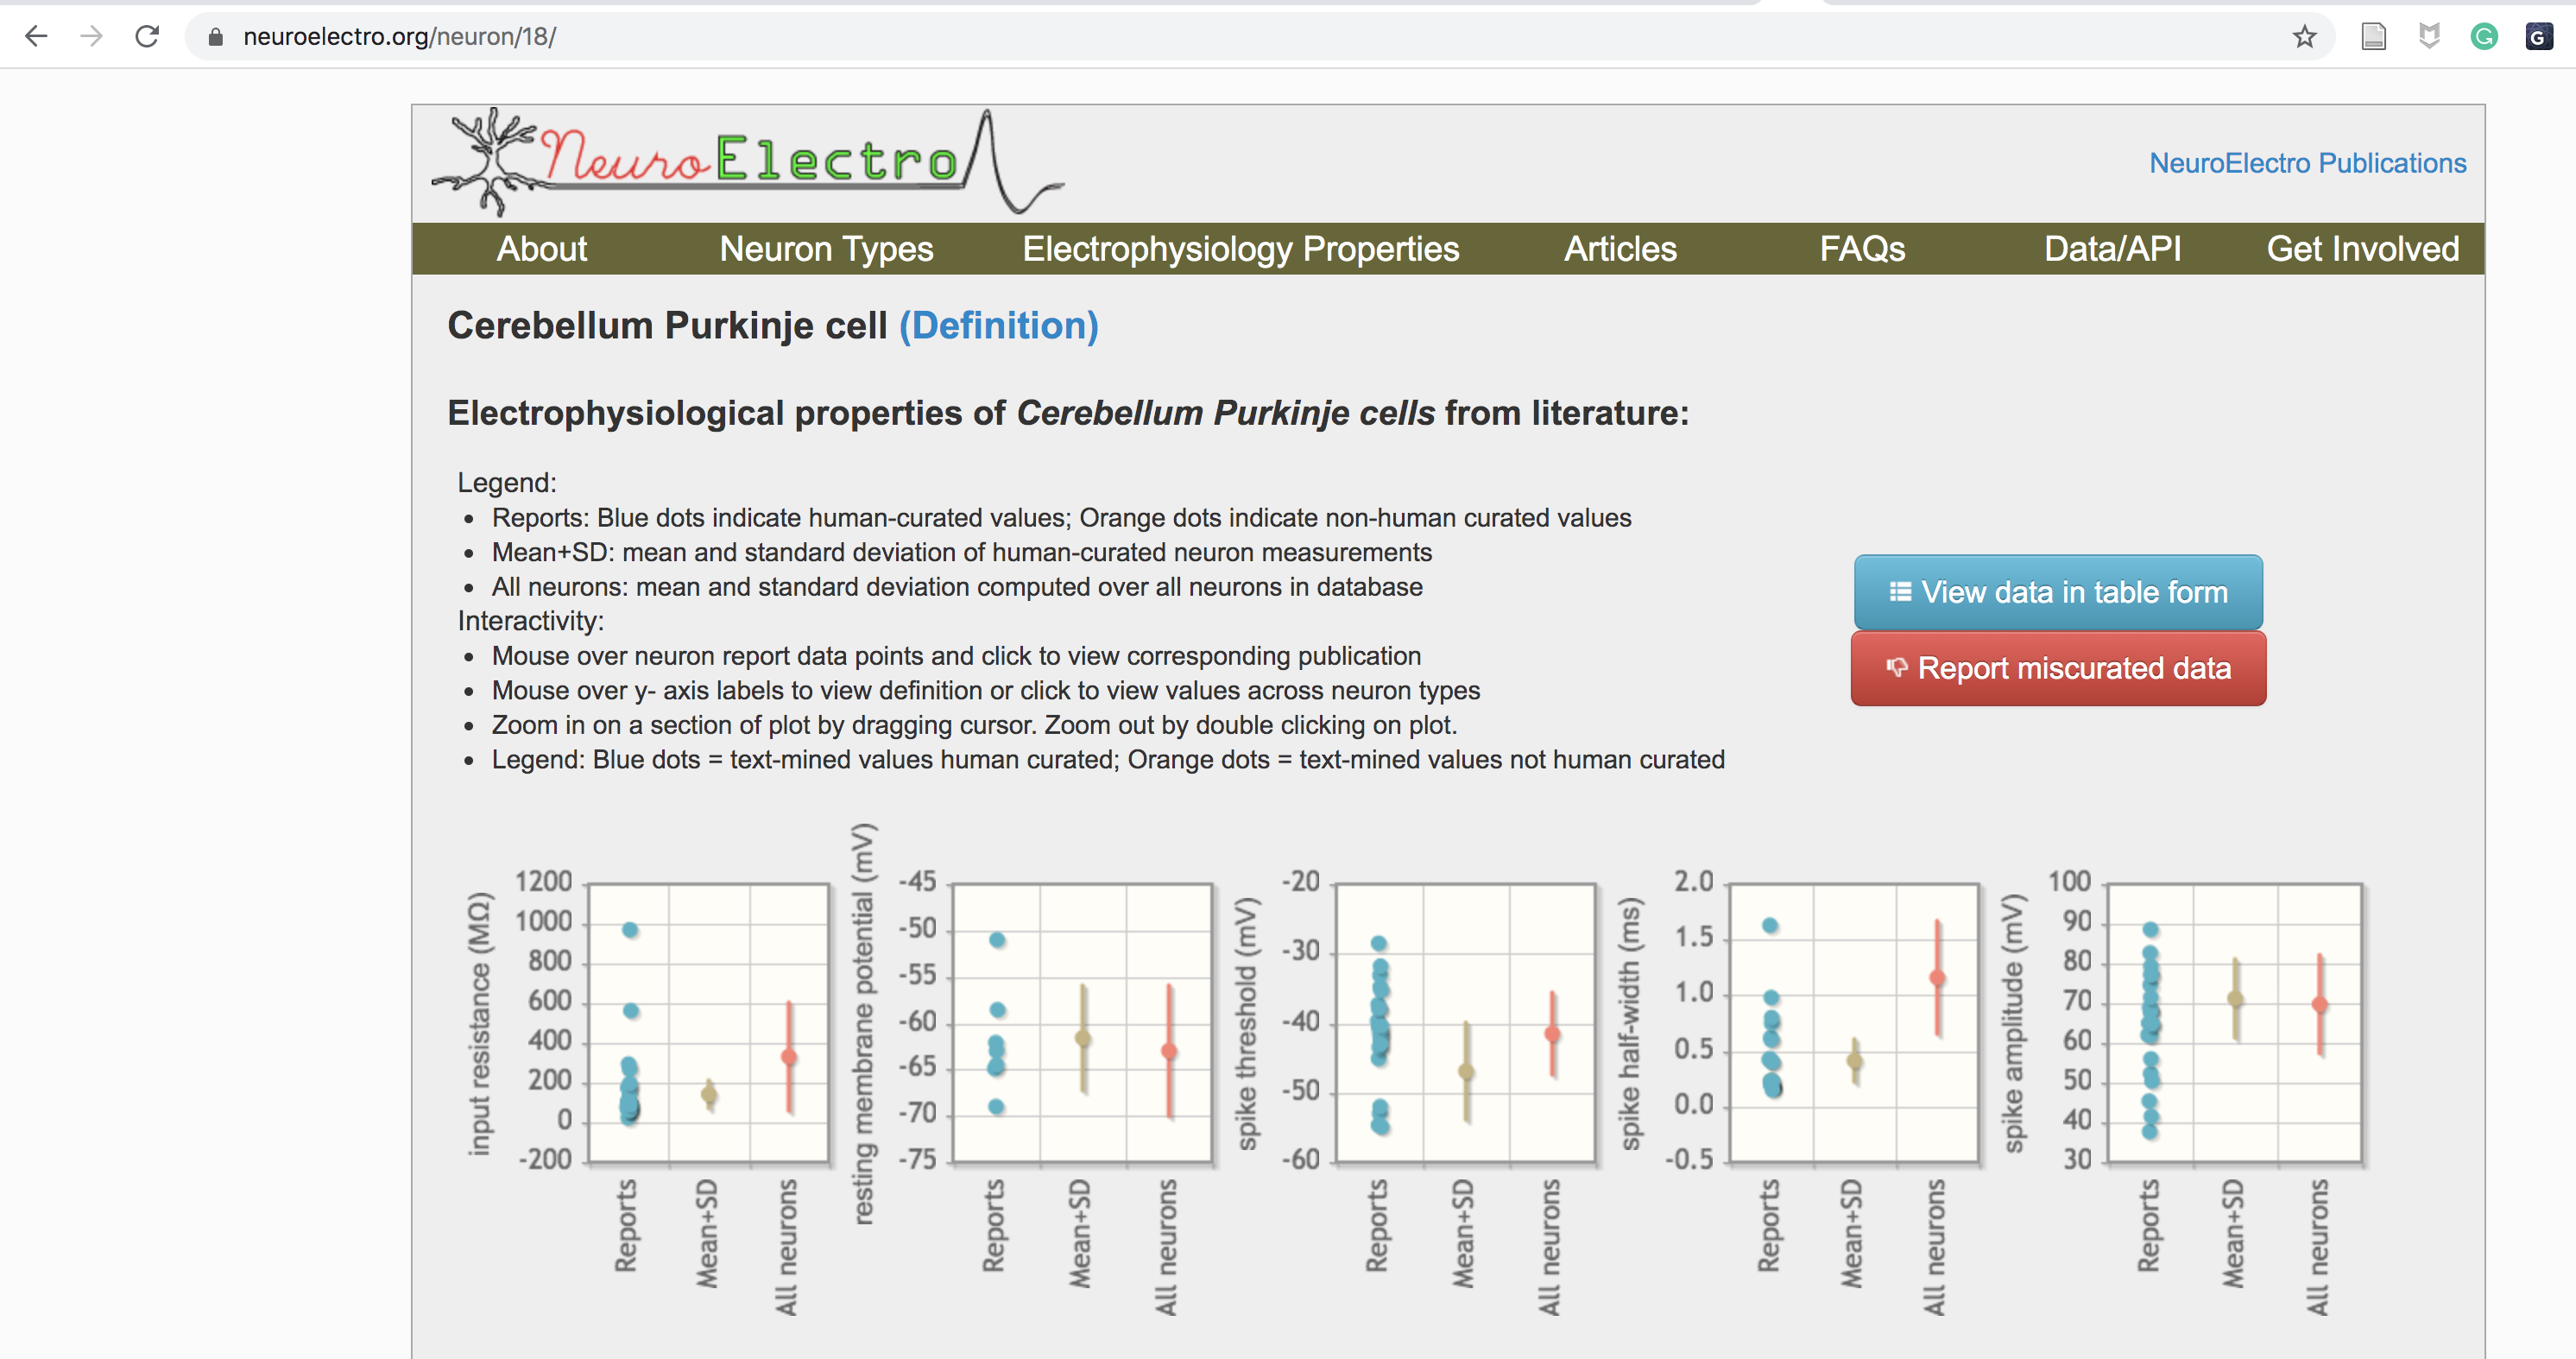 neuroelectro.org/neuron/18/
G
G
NeuroElectro
NeuroElectro Publications
About Neuron Types Electrophysiology Properties Articles FAQs Data/API Get Involved
Cerebellum Purkinje cell (Definition)
Electrophysiological properties of Cerebellum Purkinje cells from literature:
Legend:
• Reports: Blue dots indicate human-curated values; Orange dots indicate non-human curated values
• Mean+SD: mean and standard deviation of human-curated neuron measurements
• All neurons: mean and standard deviation computed over all neurons in database
Interactivity:
• Mouse over neuron report data points and click to view corresponding publication
• Mouse over y- axis labels to view definition or click to view values across neuron types
• Zoom in on a section of plot by dragging cursor. Zoom out by double clicking on plot.
• Legend: Blue dots = text-mined values human curated; Orange dots = text-mined values not human curated
View data in table form
Report miscurated data
input resistance (MΩ)
1200
1000
800
600
400
200
0
-200
Reports
Mean+SD
All neurons
resting membrane potential (mV)
-45
-50
-55
-60
-65
-70
-75
Reports
Mean+SD
All neurons
spike threshold (mV)
-20
-30
-40
-50
-60
Reports
Mean+SD
All neurons
spike half-width (ms)
2.0
1.5
1.0
0.5
0.0
-0.5
Reports
Mean+SD
All neurons
spike amplitude (mV)
100
90
80
70
60
50
40
30
Reports
Mean+SD
All neurons